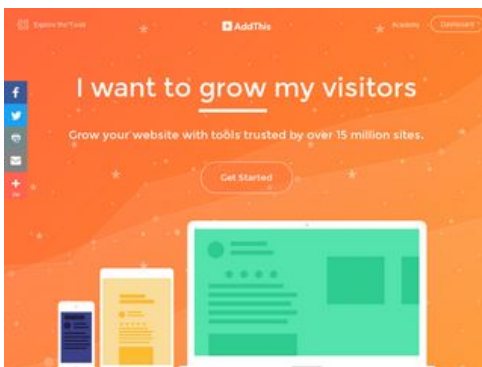 Explore the Tools
AddThis
Academy
Dashboard
I want to grow my visitors
Grow your website with tools trusted by over 15 million sites.
Get Started